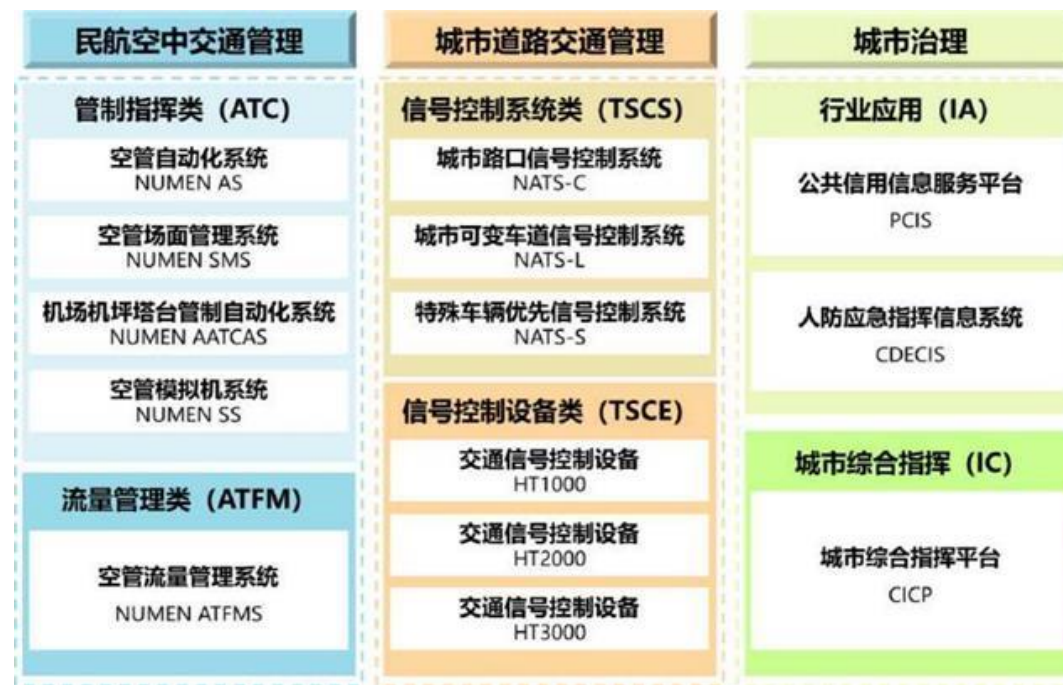 民航空中交通管理
管制指挥类（ATC）
空管自动化系统
NUMEN AS
空管场面管理系统
NUMEN SMS
机场机坪塔台管制自动化系统
NUMEN AATCAS
空管模拟机系统
NUMEN SS
流量管理类（ATFM）
空管流量管理系统
NUMEN ATFMS
城市道路交通管理
信号控制系统类（TSCS）
城市路口信号控制系统
NATS-C
城市可变车道信号控制系统
NATS-L
特殊车辆优先信号控制系统
NATS-S
信号控制设备类（TSCE）
交通信号控制设备
HT1000
交通信号控制设备
HT2000
交通信号控制设备
HT3000
城市治理
行业应用（IA）
公共信用信息服务平台
PCIS
人防应急指挥信息系统
CDECIS
城市综合指挥（IC）
城市综合指挥平台
CICP